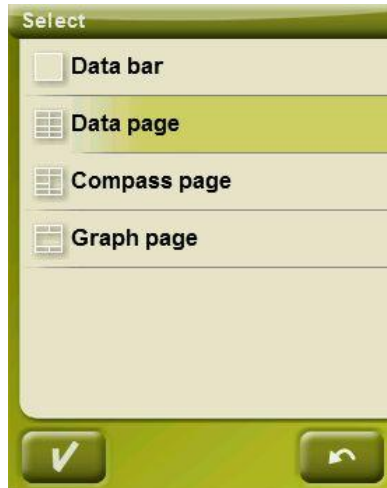 Select
Data bar
Data page
Compass page
Graph page